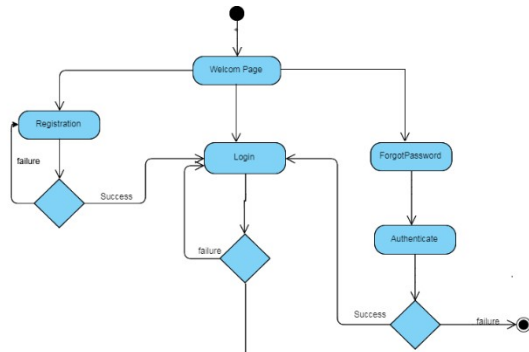 Welcom Page
Registration
failure
Login
ForgotPassword
Success
Authenticate
failure
Success
failure